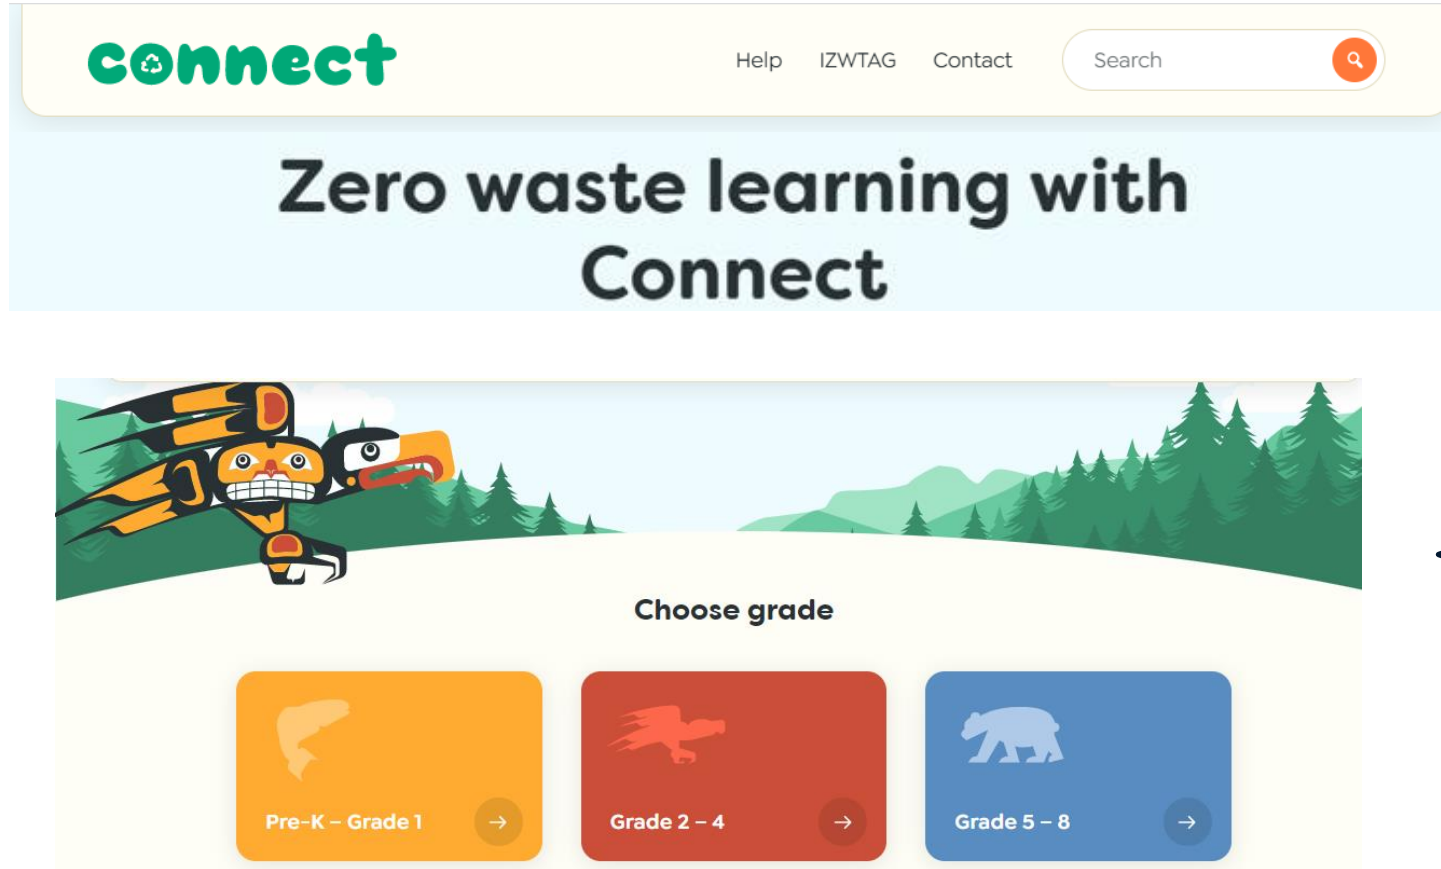 connect
Help IZWTAG Contact Search
Zero waste learning with
Connect
Choose grade
Pre-K – Grade 1
Grade 2 – 4
Grade 5 – 8